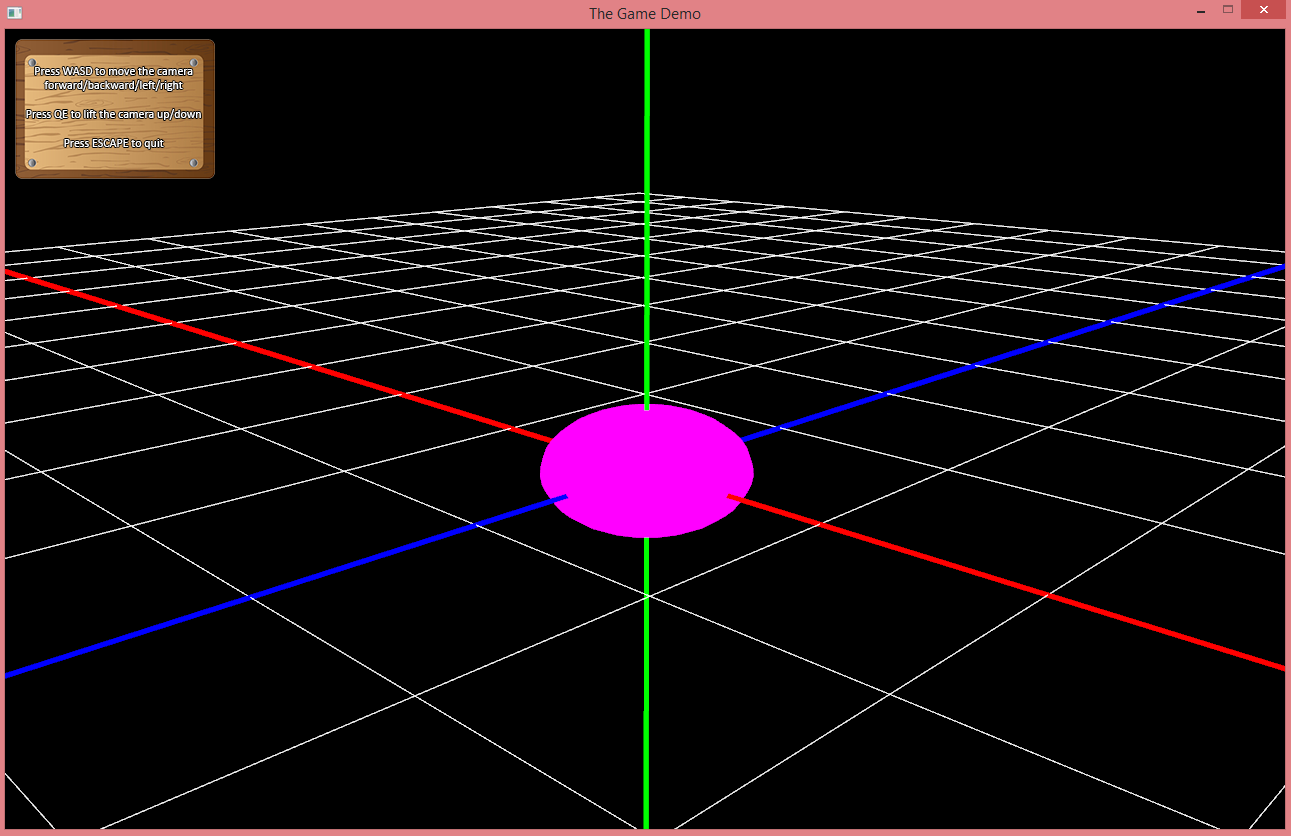 The Game Demo
Press WASD to move the camera
forward/backward/left/right
Press QE to lift the camera up/down
Press ESCAPE to quit